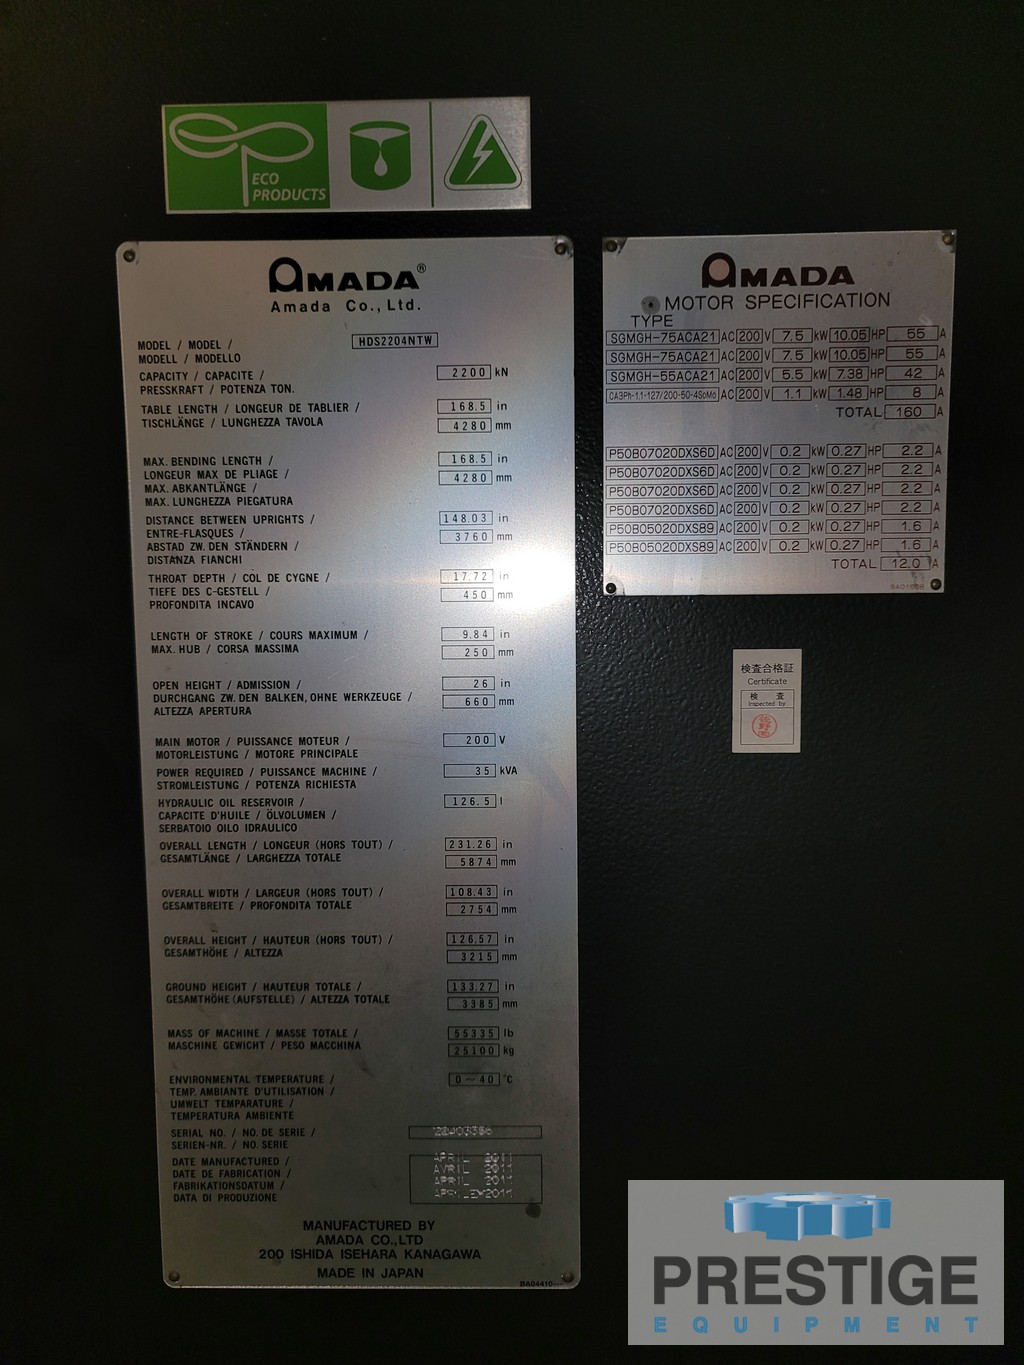 ECO
PRODUCTS
AMADA®
Amada Co., Ltd.
MODEL / MODEL / HDS2204NTW
MODELL / MODELLO
CAPACITY / CAPACITE / 2200 kN
PRESSKRAFT / POTENZA TON.
TABLE LENGTH / LONGEUR DE TABLIER / 168.5 in
TISCHLÄNGE / LUNGHEZZA TAVOLA 4280 mm
MAX. BENDING LENGTH / 168.5 in
LONGEUR MAX DE PLIAGE / 4280 mm
MAX. ABKANTLÄNGE /
MAX. LUNGHEZZA PIEGATURA
DISTANCE BETWEEN UPRIGHTS / 148.03 in
ENTRE-FLASQUES / 3760 mm
ABSTAD ZW. DEN STÄNDERN /
DISTANZA FIANCHI
THROAT DEPTH / COL DE CYGNE / 17.72 in
TIEFE DES C-GESTELL / 450 mm
PROFONDITA INCAVO
LENGTH OF STROKE / COURS MAXIMUM / 9.84 in
MAX. HUB / CORSA MASSIMA 250 mm
OPEN HEIGHT / ADMISSION / 26 in
DURCHGANG ZW. DEN BALKEN, OHNE WERKZEUGE / 660 mm
ALTEZZA APERTURA
MAIN MOTOR / PUISSANCE MOTEUR / 200 V
MOTORLEISTUNG / MOTORE PRINCIPALE
POWER REQUIRED / PUISSANCE MACHINE / 35 kVA
STROMLEISTUNG / POTENZA RICHIESTA
HYDRAULIC OIL RESERVOIR / 126.5 l
CAPACITE D'HUILE / ÖLVOLUMEN /
SERBATOIO OILO IDRAULICO
OVERALL LENGTH / LONGEUR (HORS TOUT) / 231.26 in
GESAMTLÄNGE / LARGHEZZA TOTALE 5874 mm
OVERALL WIDTH / LARGEUR (HORS TOUT) / 108.43 in
GESAMTBREITE / PROFONDITA TOTALE 2754 mm
OVERALL HEIGHT / HAUTEUR (HORS TOUT) / 126.57 in
GESAMTHÖHE / ALTEZZA 3215 mm
GROUND HEIGHT / HAUTEUR TOTALE / 133.27 in
GESAMTHÖHE (AUFSTELLE) / ALTEZZA TOTALE 3385 mm
MASS OF MACHINE / MASSE TOTALE / 55335 lb
MASCHINE GEWICHT / PESO MACCHINA 25100 kg
ENVIRONMENTAL TEMPERATURE / 0~40 °C
TEMP. AMBIANTE D'UTILISATION /
UMWELT TEMPARATURE /
TEMPERATURA AMBIENTE
SERIAL NO. / NO. DE SERIE /
SERIEN-NR. / NO. SERIE
DATE MANUFACTURED / APRIL 2011
DATE DE FABRICATION / AVRIL 2011
FABRIKATIONSDATUM / APRIL 2011
DATA DI PRODUZIONE
MANUFACTURED BY
AMADA CO.,LTD
200 ISHIDA ISEHARA KANAGAWA
MADE IN JAPAN
AMADA
MOTOR SPECIFICATION
TYPE
SGMGH-75ACA21 AC 200 V 7.5 kW 10.05 HP 55 A
SGMGH-75ACA21 AC 200 V 7.5 kW 10.05 HP 55 A
SGMGH-55ACA21 AC 200 V 5.5 kW 7.38 HP 42 A
CA3Ph-1.1-127/200-50-4SoMo AC 200 V 1.1 kW 1.48 HP 8 A
TOTAL 160 A
P50B07020DXS6D AC 200 V 0.2 kW 0.27 HP 2.2 A
P50B07020DXS6D AC 200 V 0.2 kW 0.27 HP 2.2 A
P50B07020DXS6D AC 200 V 0.2 kW 0.27 HP 2.2 A
P50B07020DXS6D AC 200 V 0.2 kW 0.27 HP 2.2 A
P50B05020DXS89 AC 200 V 0.2 kW 0.27 HP 1.6 A
P50B05020DXS89 AC 200 V 0.2 kW 0.27 HP 1.6 A
TOTAL 12.0 A
検査合格証
Certificate
検 査
Inspected by
PRESTIGE
EQUIPMENT